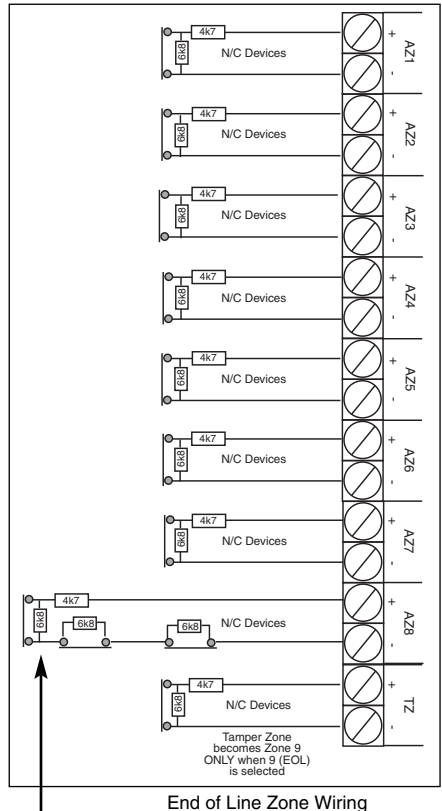 4k7
+
6k8
N/C Devices
AZ1
-
4k7
+
6k8
N/C Devices
AZ2
-
4k7
+
6k8
N/C Devices
AZ3
-
4k7
+
6k8
N/C Devices
AZ4
-
4k7
+
6k8
N/C Devices
AZ5
-
4k7
+
6k8
N/C Devices
AZ6
-
4k7
+
6k8
N/C Devices
AZ7
-
4k7
+
6k8
6k8
6k8
N/C Devices
AZ8
-
4k7
+
6k8
N/C Devices
TZ
-
Tamper Zone
becomes Zone 9
ONLY when 9 (EOL)
is selected
End of Line Zone Wiring